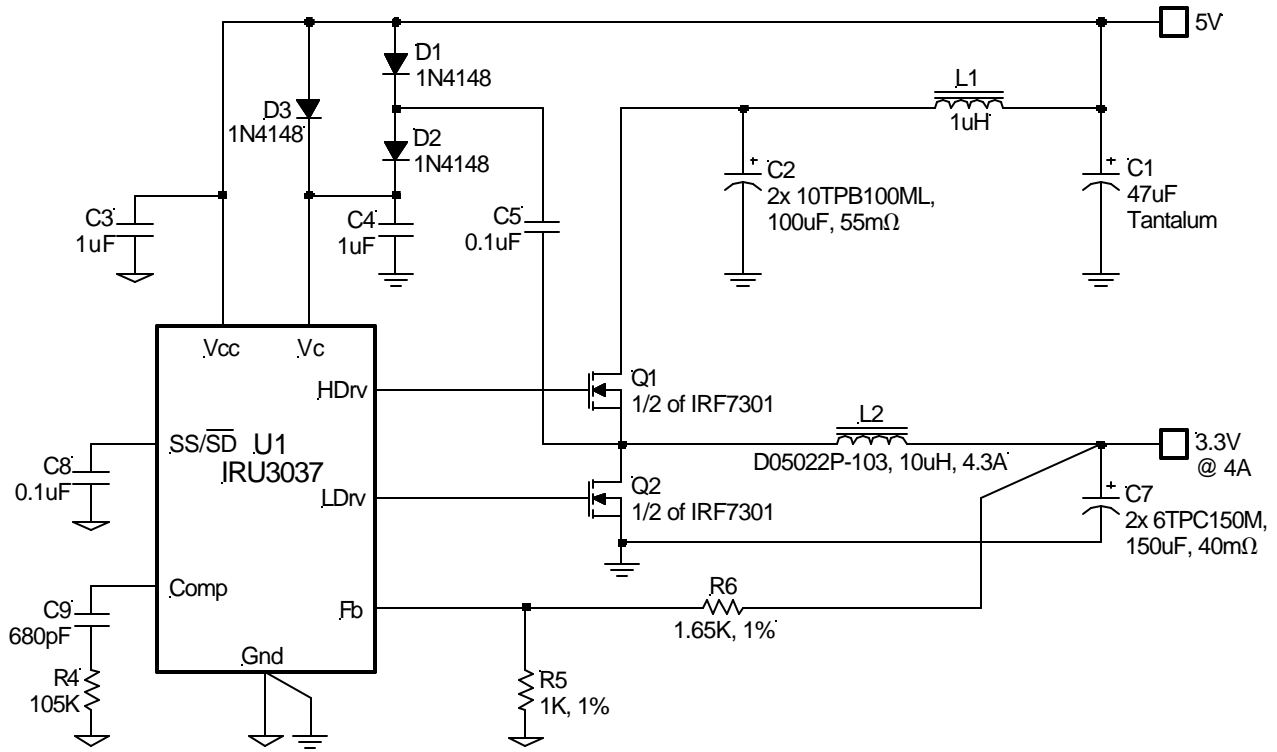 5V
D1
1N4148
L1
1uH
D3
1N4148
D2
1N4148
C2
2x 10TPB100ML,
100uF, 55mΩ
C1
47uF
Tantalum
C3
1uF
C4
1uF
C5
0.1uF
Vcc
Vc
HDrv
Q1
1/2 of IRF7301
L2
D05022P-103, 10uH, 4.3A
3.3V
@ 4A
SS/SD
U1
IRU3037
C8
0.1uF
LDrv
Q2
1/2 of IRF7301
C7
2x 6TPC150M,
150uF, 40mΩ
Comp
C9
680pF
Fb
R6
1.65K, 1%
Gnd
R4
105K
R5
1K, 1%